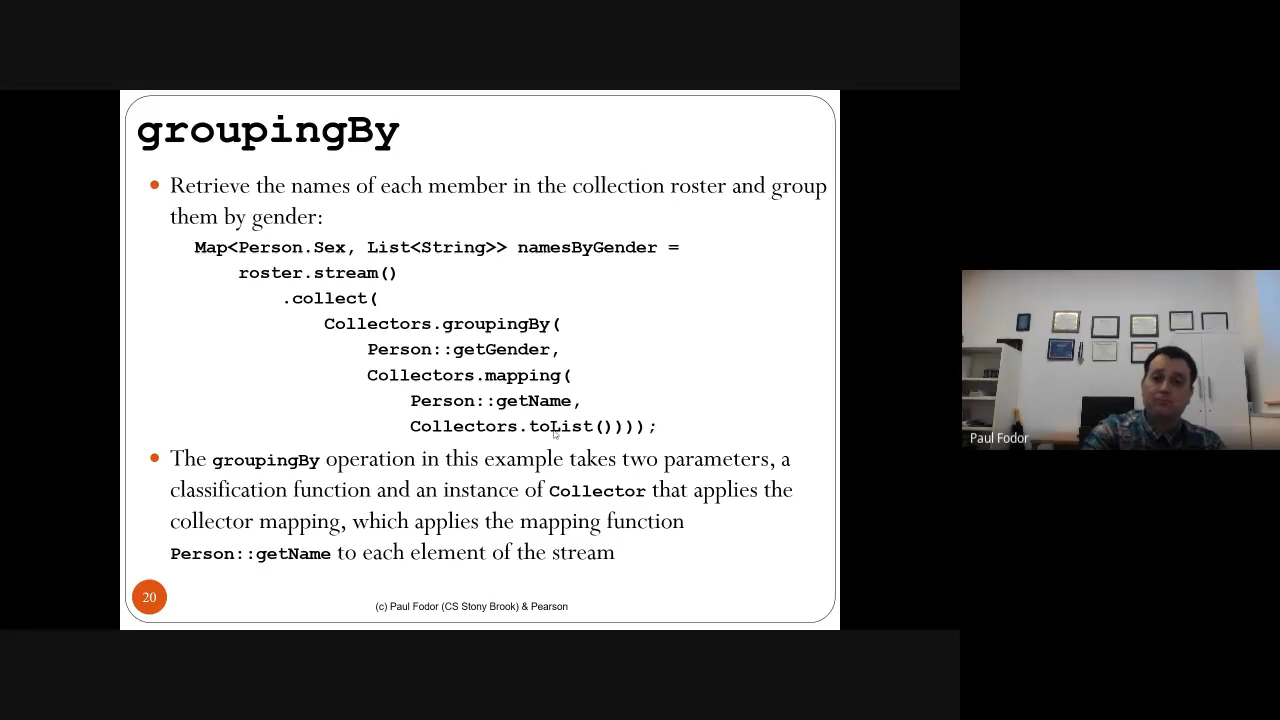 groupingBy
• Retrieve the names of each member in the collection roster and group
them by gender:
Map<Person.Sex, List<String>> namesByGender =
roster.stream()
.collect(
Collectors.groupingBy(
Person::getGender,
Collectors.mapping(
Person::getName,
Collectors.toList())));
• The groupingBy operation in this example takes two parameters, a
classification function and an instance of Collector that applies the
collector mapping, which applies the mapping function
Person::getName to each element of the stream
20
(c) Paul Fodor (CS Stony Brook) & Pearson
Paul Fodor